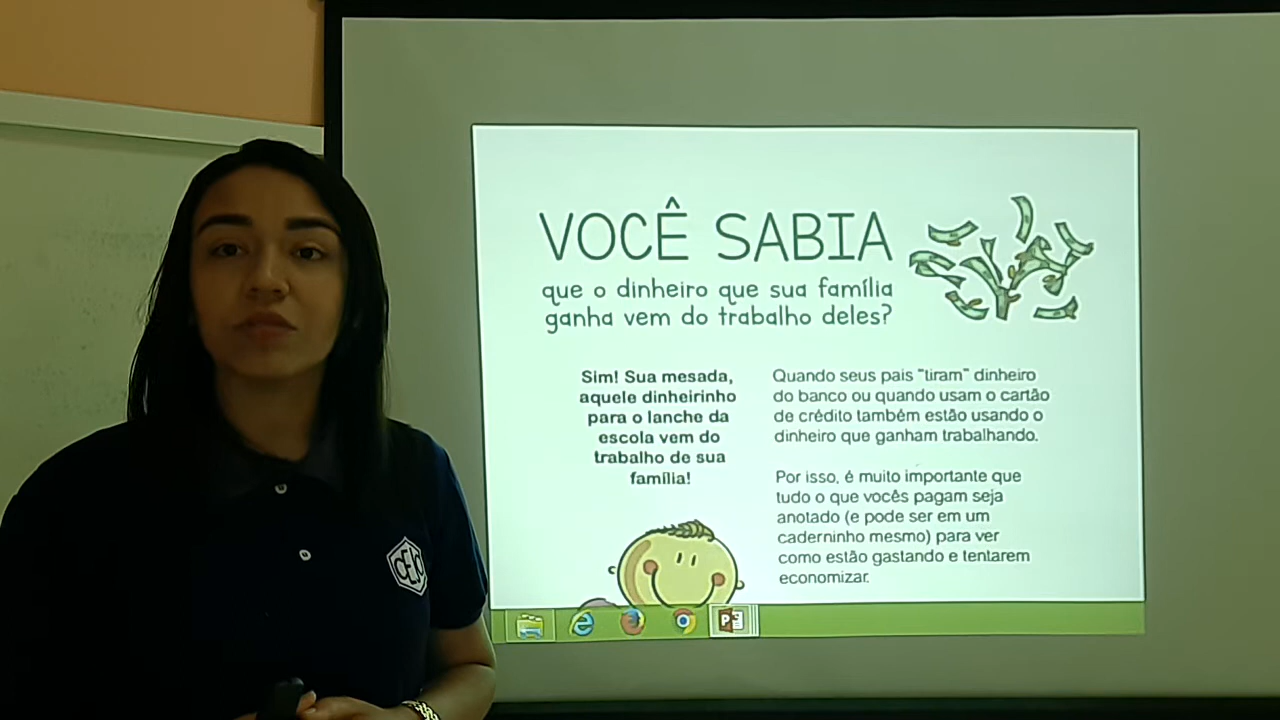 VOCÊ SABIA
que o dinheiro que sua família
ganha vem do trabalho deles?
Sim! Sua mesada,
aquele dinheirinho
para o lanche da
escola vem do
trabalho de sua
família!
Quando seus pais "tiram" dinheiro
do banco ou quando usam o cartão
de crédito também estão usando o
dinheiro que ganham trabalhando.
Por isso, é muito importante que
tudo o que vocês pagam seja
anotado (e pode ser em um
caderninho mesmo) para ver
como estão gastando e tentarem
economizar.